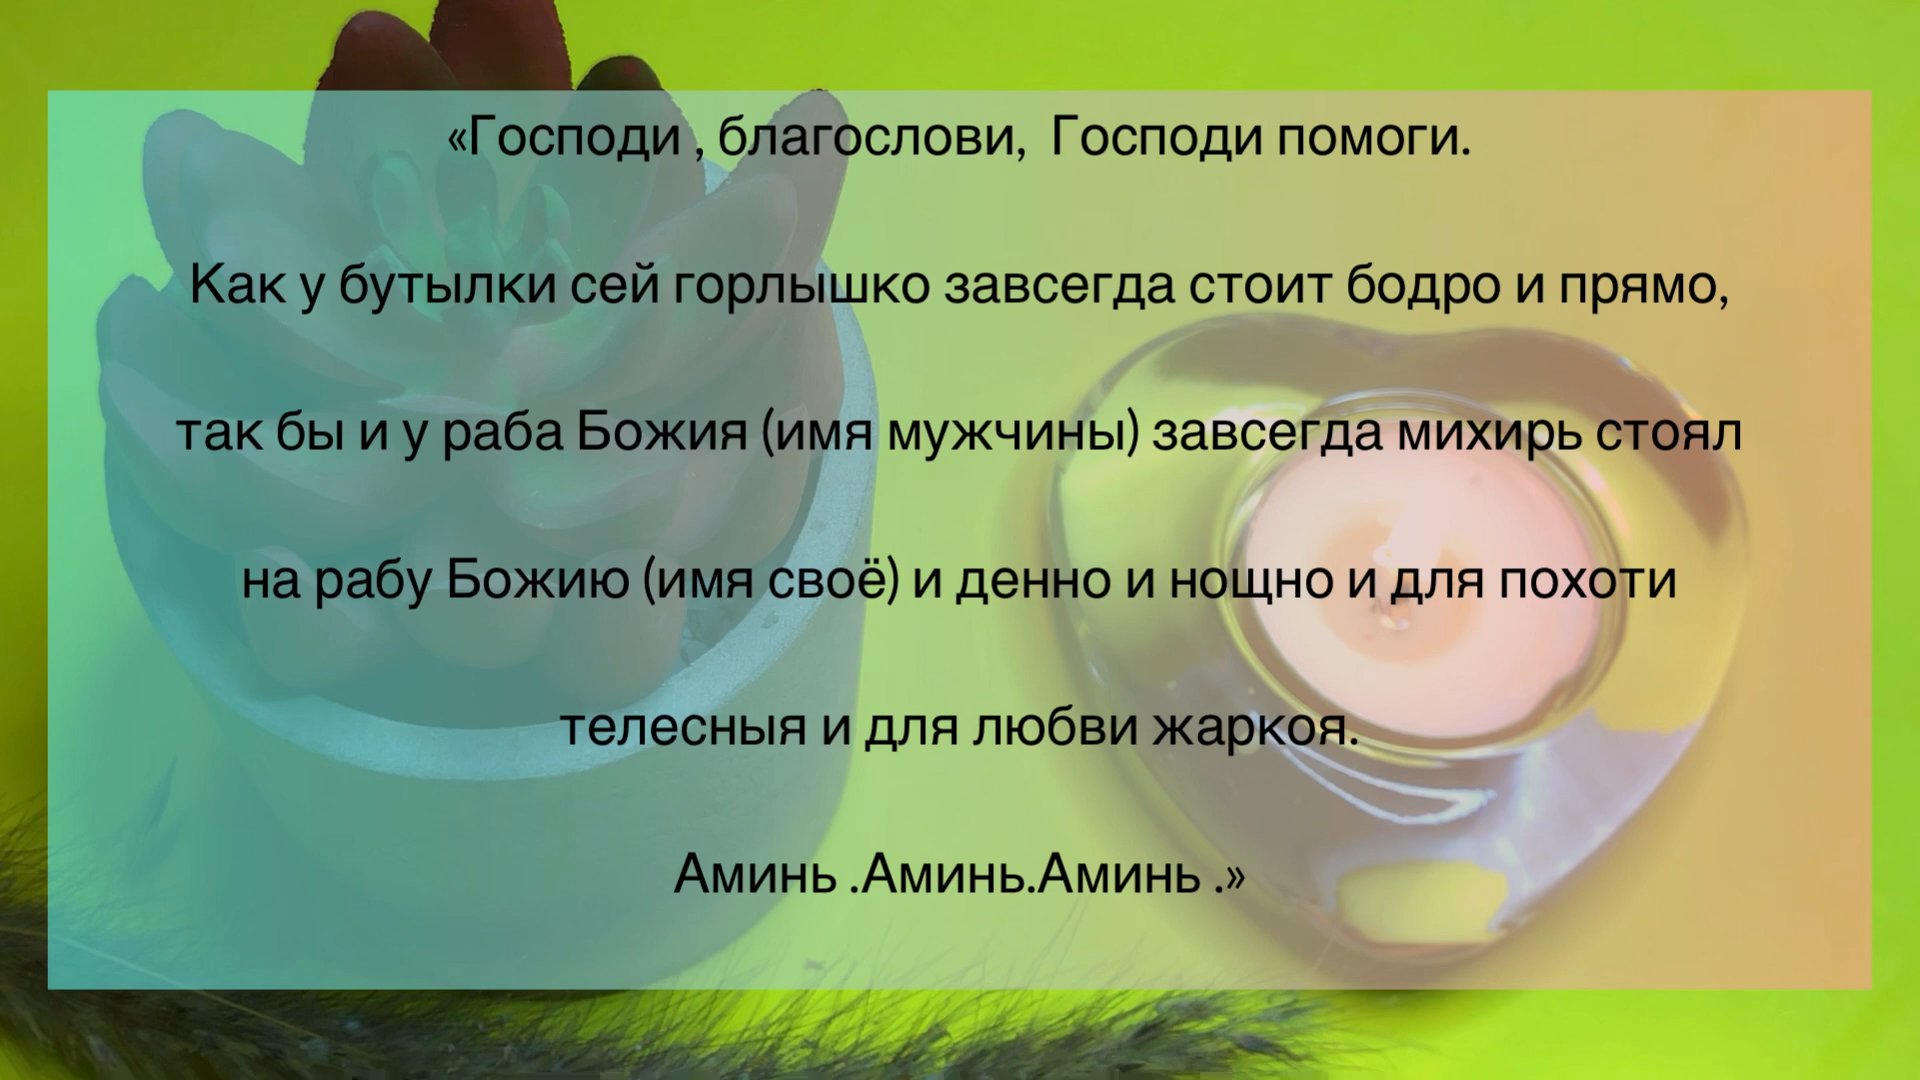 «Господи , благослови, Господи помоги.
Как у бутылки сей горлышко завсегда стоит бодро и прямо,
так бы и у раба Божия (имя мужчины) завсегда михирь стоял
на рабу Божию (имя своё) и денно и нощно и для похоти
телесныя и для любви жаркоя.
Аминь .Аминь.Аминь .»